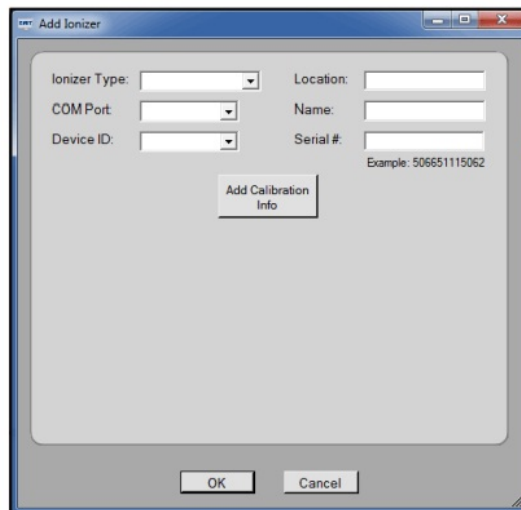 Add Ionizer
Ionizer Type:
Location:
COM Port:
Name:
Device ID:
Serial #:
Example: 506651115062
Add Calibration
Info
OK
Cancel